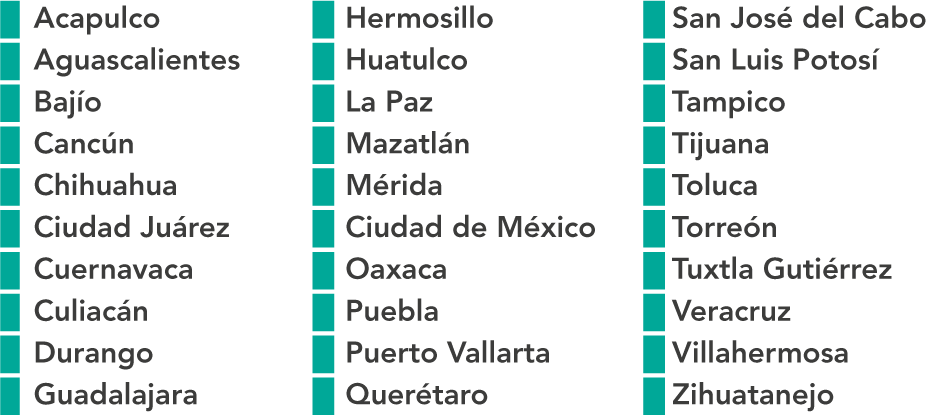 Acapulco
Aguascalientes
Bajío
Cancún
Chihuahua
Ciudad Juárez
Cuernavaca
Culiacán
Durango
Guadalajara
Hermosillo
Huatulco
La Paz
Mazatlán
Mérida
Ciudad de México
Oaxaca
Puebla
Puerto Vallarta
Querétaro
San José del Cabo
San Luis Potosí
Tampico
Tijuana
Toluca
Torreón
Tuxtla Gutiérrez
Veracruz
Villahermosa
Zihuatanejo